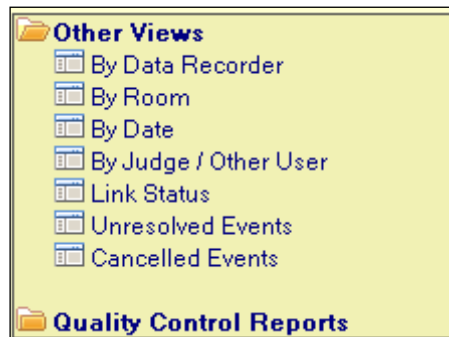 Other Views
By Data Recorder
By Room
By Date
By Judge / Other User
Link Status
Unresolved Events
Cancelled Events
Quality Control Reports